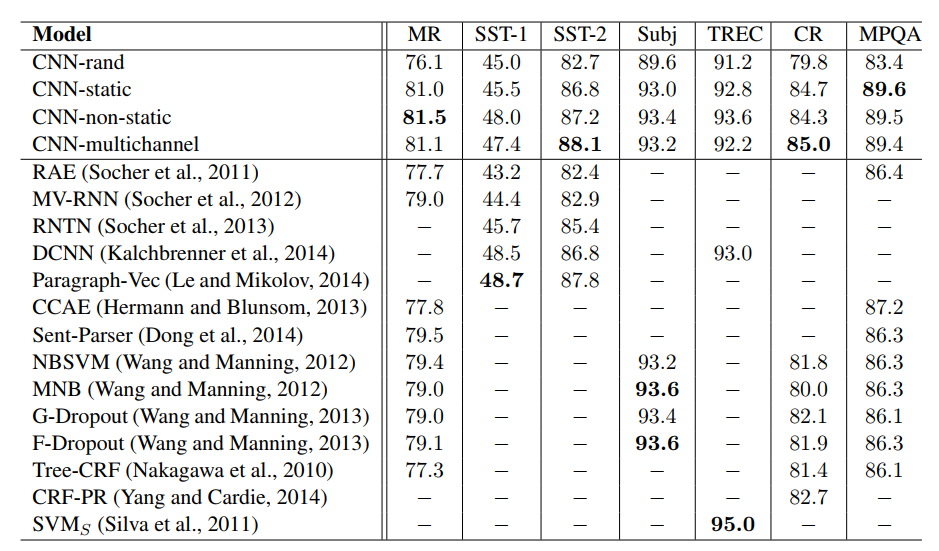 Model MR SST-1 SST-2 Subj TREC CR MPQA
CNN-rand 76.1 45.0 82.7 89.6 91.2 79.8 83.4
CNN-static 81.0 45.5 86.8 93.0 92.8 84.7 89.6
CNN-non-static 81.5 48.0 87.2 93.4 93.6 84.3 89.5
CNN-multichannel 81.1 47.4 88.1 93.2 92.2 85.0 89.4
RAE (Socher et al., 2011) 77.7 43.2 82.4 – – – 86.4
MV-RNN (Socher et al., 2012) 79.0 44.4 82.9 – – – –
RNTN (Socher et al., 2013) – 45.7 85.4 – – – –
DCNN (Kalchbrenner et al., 2014) – 48.5 86.8 – 93.0 – –
Paragraph-Vec (Le and Mikolov, 2014) – 48.7 87.8 – – – –
CCAE (Hermann and Blunsom, 2013) 77.8 – – – – – 87.2
Sent-Parser (Dong et al., 2014) 79.5 – – – – – 86.3
NBSVM (Wang and Manning, 2012) 79.4 – – 93.2 – 81.8 86.3
MNB (Wang and Manning, 2012) 79.0 – – 93.6 – 80.0 86.3
G-Dropout (Wang and Manning, 2013) 79.0 – – 93.4 – 82.1 86.1
F-Dropout (Wang and Manning, 2013) 79.1 – – 93.6 – 81.9 86.3
Tree-CRF (Nakagawa et al., 2010) 77.3 – – – – 81.4 86.1
CRF-PR (Yang and Cardie, 2014) – – – – – 82.7 –
SVMS (Silva et al., 2011) – – – – 95.0 – –